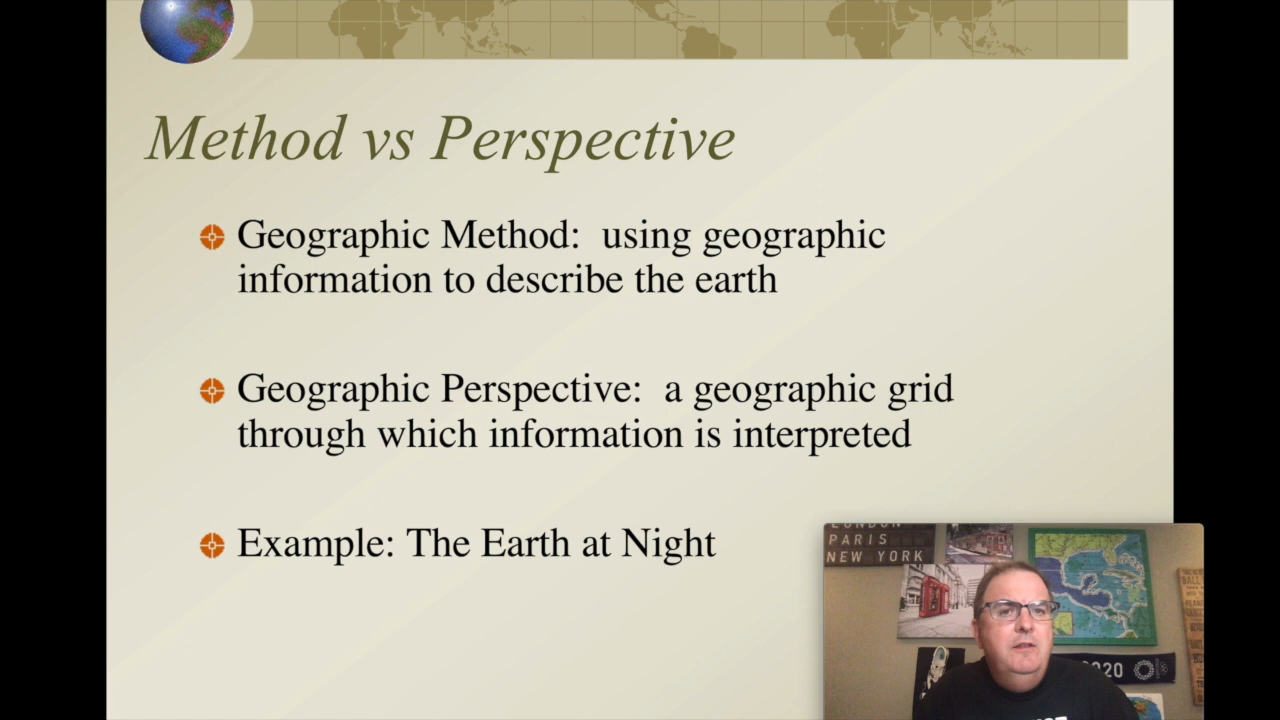 Method vs Perspective
Geographic Method:  using geographic
information to describe the earth
Geographic Perspective:  a geographic grid
through which information is interpreted
Example: The Earth at Night
LONDON
PARIS
NEW YORK
BALL
2020